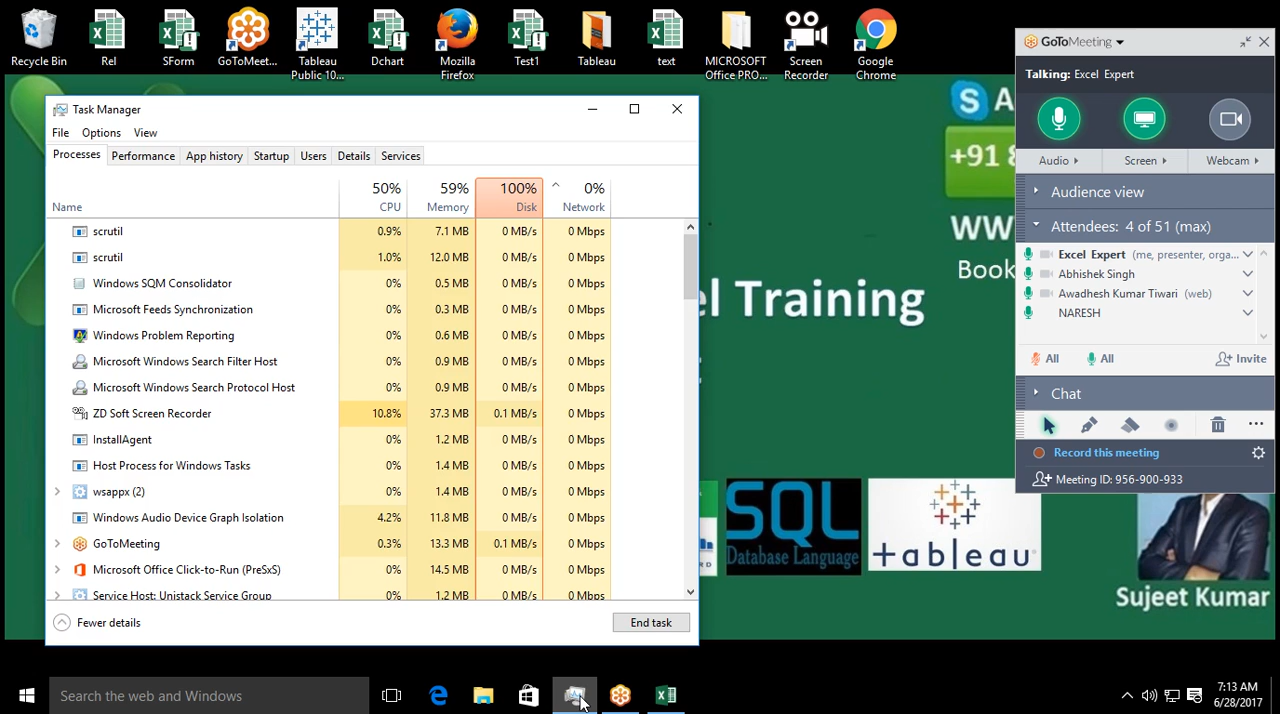 Recycle Bin
Rel
SForm
GoToMeet...
Tableau
Public 10...
Dchart
Mozilla
Firefox
Test1
Tableau
text
MICROSOFT
Office PRO...
Screen
Recorder
Google
Chrome
Task Manager
File Options View
Processes Performance App history Startup Users Details Services
50% 59% 100% 0%
Name CPU Memory Disk Network
scrutil 0.9% 7.1 MB 0 MB/s 0 Mbps
scrutil 1.0% 12.0 MB 0 MB/s 0 Mbps
Windows SQM Consolidator 0% 0.5 MB 0 MB/s 0 Mbps
Microsoft Feeds Synchronization 0% 0.3 MB 0 MB/s 0 Mbps
Windows Problem Reporting 0% 0.6 MB 0 MB/s 0 Mbps
Microsoft Windows Search Filter Host 0% 0.9 MB 0 MB/s 0 Mbps
Microsoft Windows Search Protocol Host 0% 0.9 MB 0 MB/s 0 Mbps
ZD Soft Screen Recorder 10.8% 37.3 MB 0.1 MB/s 0 Mbps
InstallAgent 0% 1.2 MB 0 MB/s 0 Mbps
Host Process for Windows Tasks 0% 1.4 MB 0 MB/s 0 Mbps
wsappx (2) 0% 1.4 MB 0 MB/s 0 Mbps
Windows Audio Device Graph Isolation 4.2% 11.8 MB 0 MB/s 0 Mbps
GoToMeeting 0.3% 13.3 MB 0.1 MB/s 0 Mbps
Microsoft Office Click-to-Run (PreSxS) 0% 14.5 MB 0 MB/s 0 Mbps
Service Host: Unistack Service Group 0% 1.2 MB 0 MB/s 0 Mbps
Fewer details
End task
A
+91 8
WW
Book
el Training
SQL
Database Language
tableau
Sujeet Kumar
GoToMeeting
Talking: Excel Expert
Audio Screen Webcam
Audience view
Attendees: 4 of 51 (max)
Excel Expert (me, presenter, orga...
Abhishek Singh
Awadhesh Kumar Tiwari (web)
NARESH
All All Invite
Chat
Record this meeting
Meeting ID: 956-900-933
Search the web and Windows
7:13 AM
6/28/2017